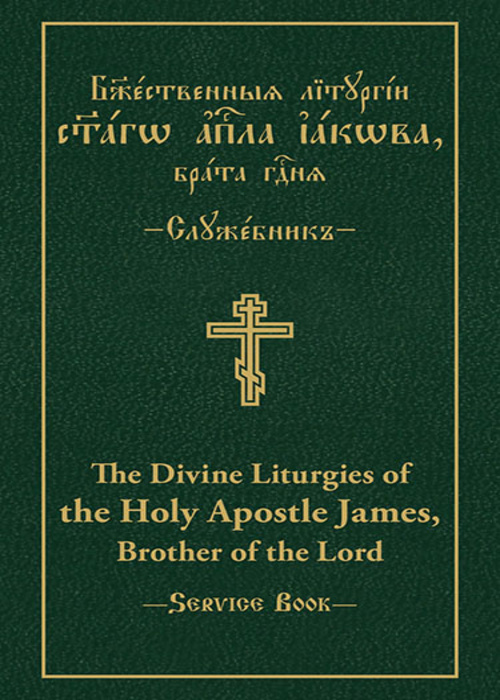 Бж҃е́ственныѧ лїтꙋргі́и
ст҃а́гѡ а҆пⷭ҇ла і҆а́кѡва,
бра́та гдⷭ҇нѧ
—Слꙋже́бникъ—
The Divine Liturgies of
the Holy Apostle James,
Brother of the Lord
—Service Book—